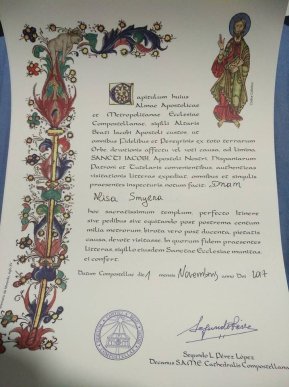 Capitulum huius
Almae Apostolicae
et Metropolitanae Ecclesiae
Compostellanae, sigilli Altaris
Beati Iacobi Apostoli custos, ut
omnibus Fidelibus et Peregrinis ex toto terrarum
Orbe, devotionis affectu vel voti causa, ad limina
SANCTI IACOBI, Apostoli Nostri Hispaniarum
Patroni et Tutelaris convenientibus, authenticas
visitationis litteras expediat, omnibus et singulis
praesentes inspecturis notum facit: Dnam
Smyera
hoc sacratissimum templum, perfecto Itinere
sive pedibus sive equitando post postrema centum
milia metrorum, birota vero post ducenta, pietatis
causa, devote visitasse. In quorum fidem praesentes
litteras, sigillo eiusdem Sanctae Ecclesiae munitas,
ei confert.
Datum Compostellae die 1 mensis Novembris anno Dni 2017
Segundo L. Pérez López
Decanus S.A.M.E. Cathedralis Compostellanae